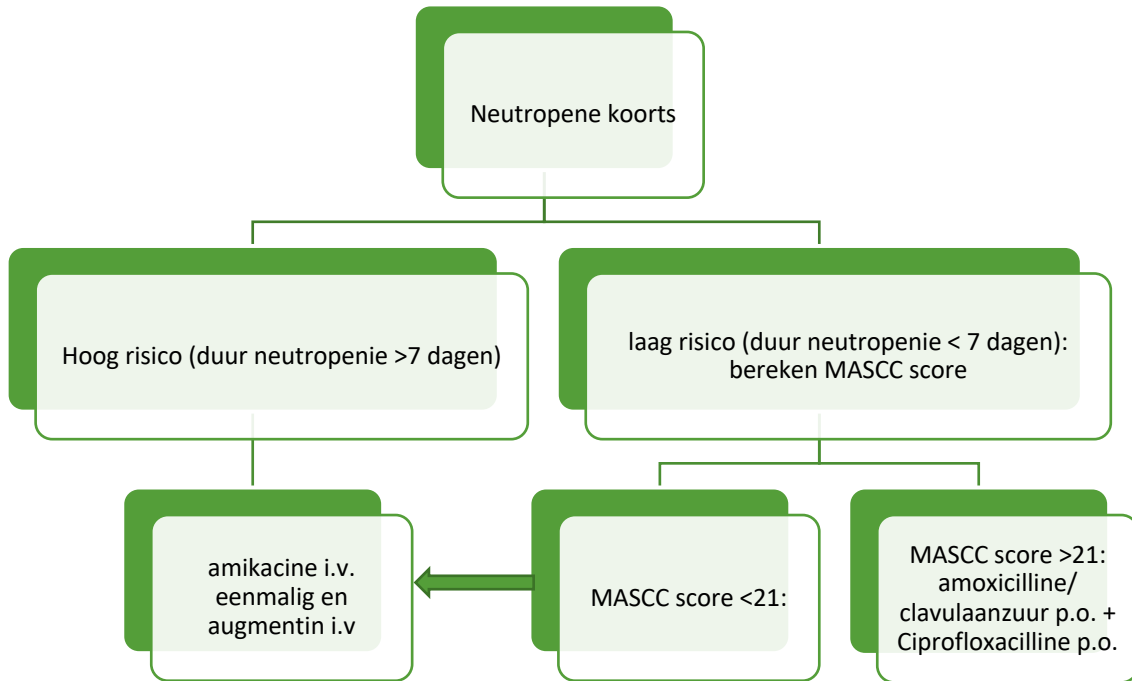 Neutropene koorts
Hoog risico (duur neutropenie >7 dagen)
laag risico (duur neutropenie < 7 dagen):
bereken MASCC score
amikacine i.v.
eenmalig en
augmentin i.v
MASCC score <21:
MASCC score >21:
amoxicilline/
clavulaanzuur p.o. +
Ciprofloxacilline p.o.